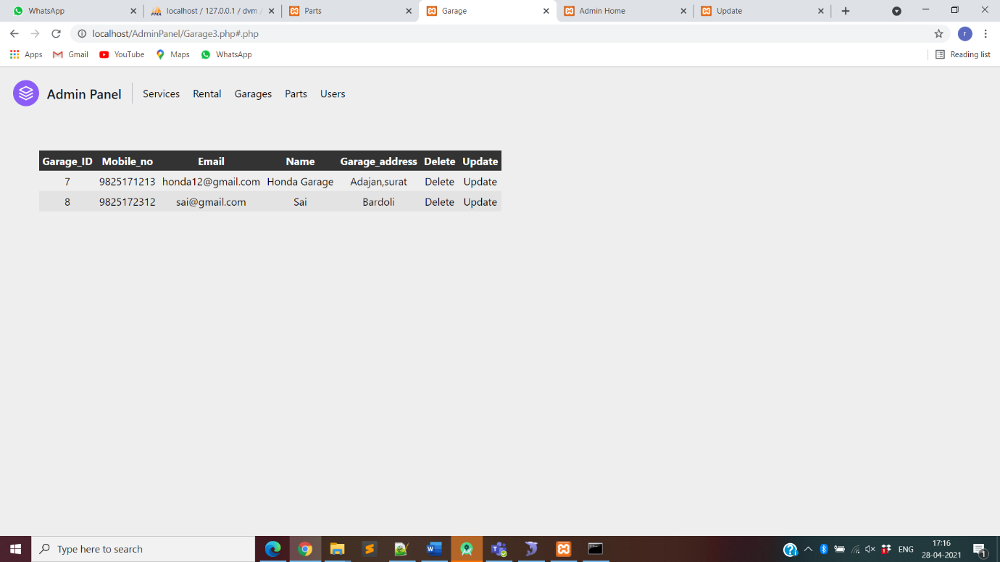 WhatsApp
localhost / 127.0.0.1 / dvm /
Parts
Garage
Admin Home
Update
localhost/AdminPanel/Garage3.php#.php
r
Apps
Gmail
YouTube
Maps
WhatsApp
Reading list
Admin Panel
Services
Rental
Garages
Parts
Users
Garage_ID Mobile_no Email Name Garage_address Delete Update
7 9825171213 honda12@gmail.com Honda Garage Adajan,surat Delete Update
8 9825172312 sai@gmail.com Sai Bardoli Delete Update
Type here to search
ENG
17:16
28-04-2021
1